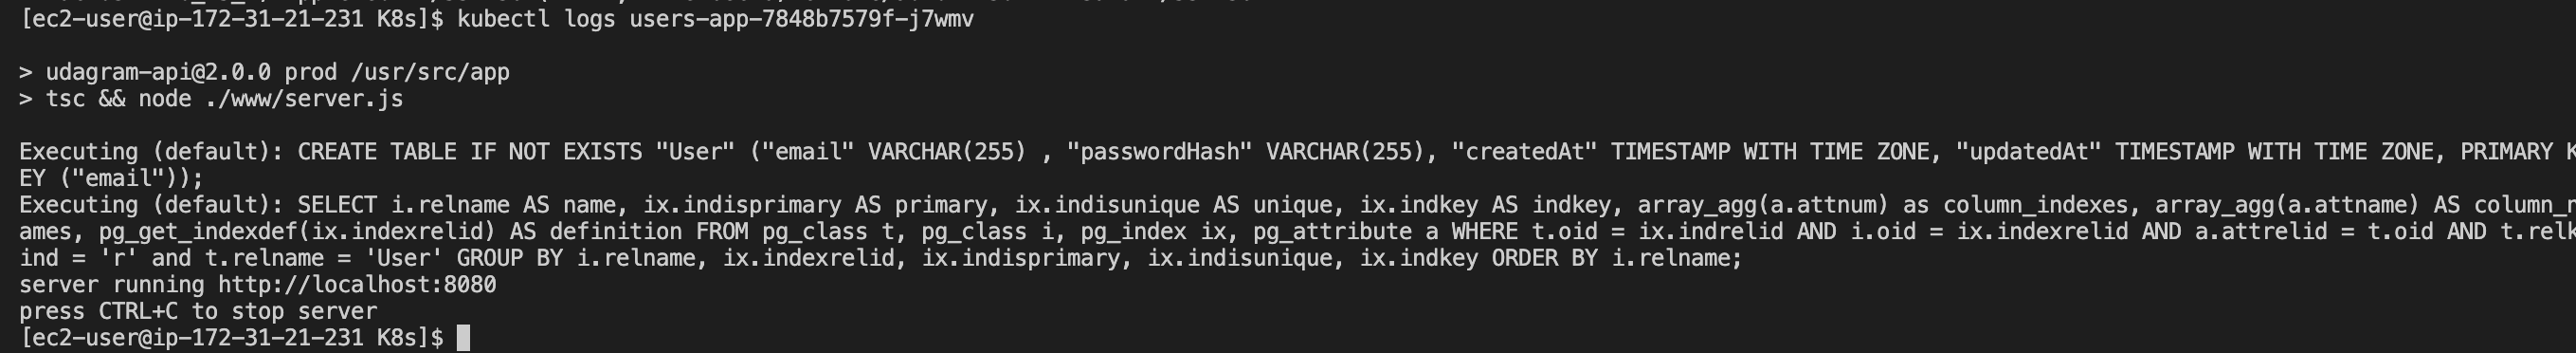 [ec2-user@ip-172-31-21-231 K8s]$ kubectl logs users-app-7848b7579f-j7wmv
> udagram-api@2.0.0 prod /usr/src/app
> tsc && node ./www/server.js
Executing (default): CREATE TABLE IF NOT EXISTS "User" ("email" VARCHAR(255) , "passwordHash" VARCHAR(255), "createdAt" TIMESTAMP WITH TIME ZONE, "updatedAt" TIMESTAMP WITH TIME ZONE, PRIMARY K
EY ("email"));
Executing (default): SELECT i.relname AS name, ix.indisprimary AS primary, ix.indisunique AS unique, ix.indkey AS indkey, array_agg(a.attnum) as column_indexes, array_agg(a.attname) AS column_n
ames, pg_get_indexdef(ix.indexrelid) AS definition FROM pg_class t, pg_class i, pg_index ix, pg_attribute a WHERE t.oid = ix.indrelid AND i.oid = ix.indexrelid AND a.attrelid = t.oid AND t.relk
ind = 'r' and t.relname = 'User' GROUP BY i.relname, ix.indexrelid, ix.indisprimary, ix.indisunique, ix.indkey ORDER BY i.relname;
server running http://localhost:8080
press CTRL+C to stop server
[ec2-user@ip-172-31-21-231 K8s]$